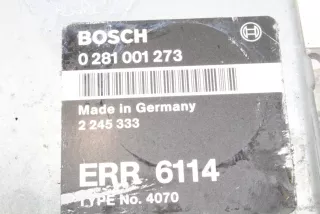 BOSCH
0 281 001 273
Made in Germany
2 245 333
ERR 6114
TYPE No. 4070